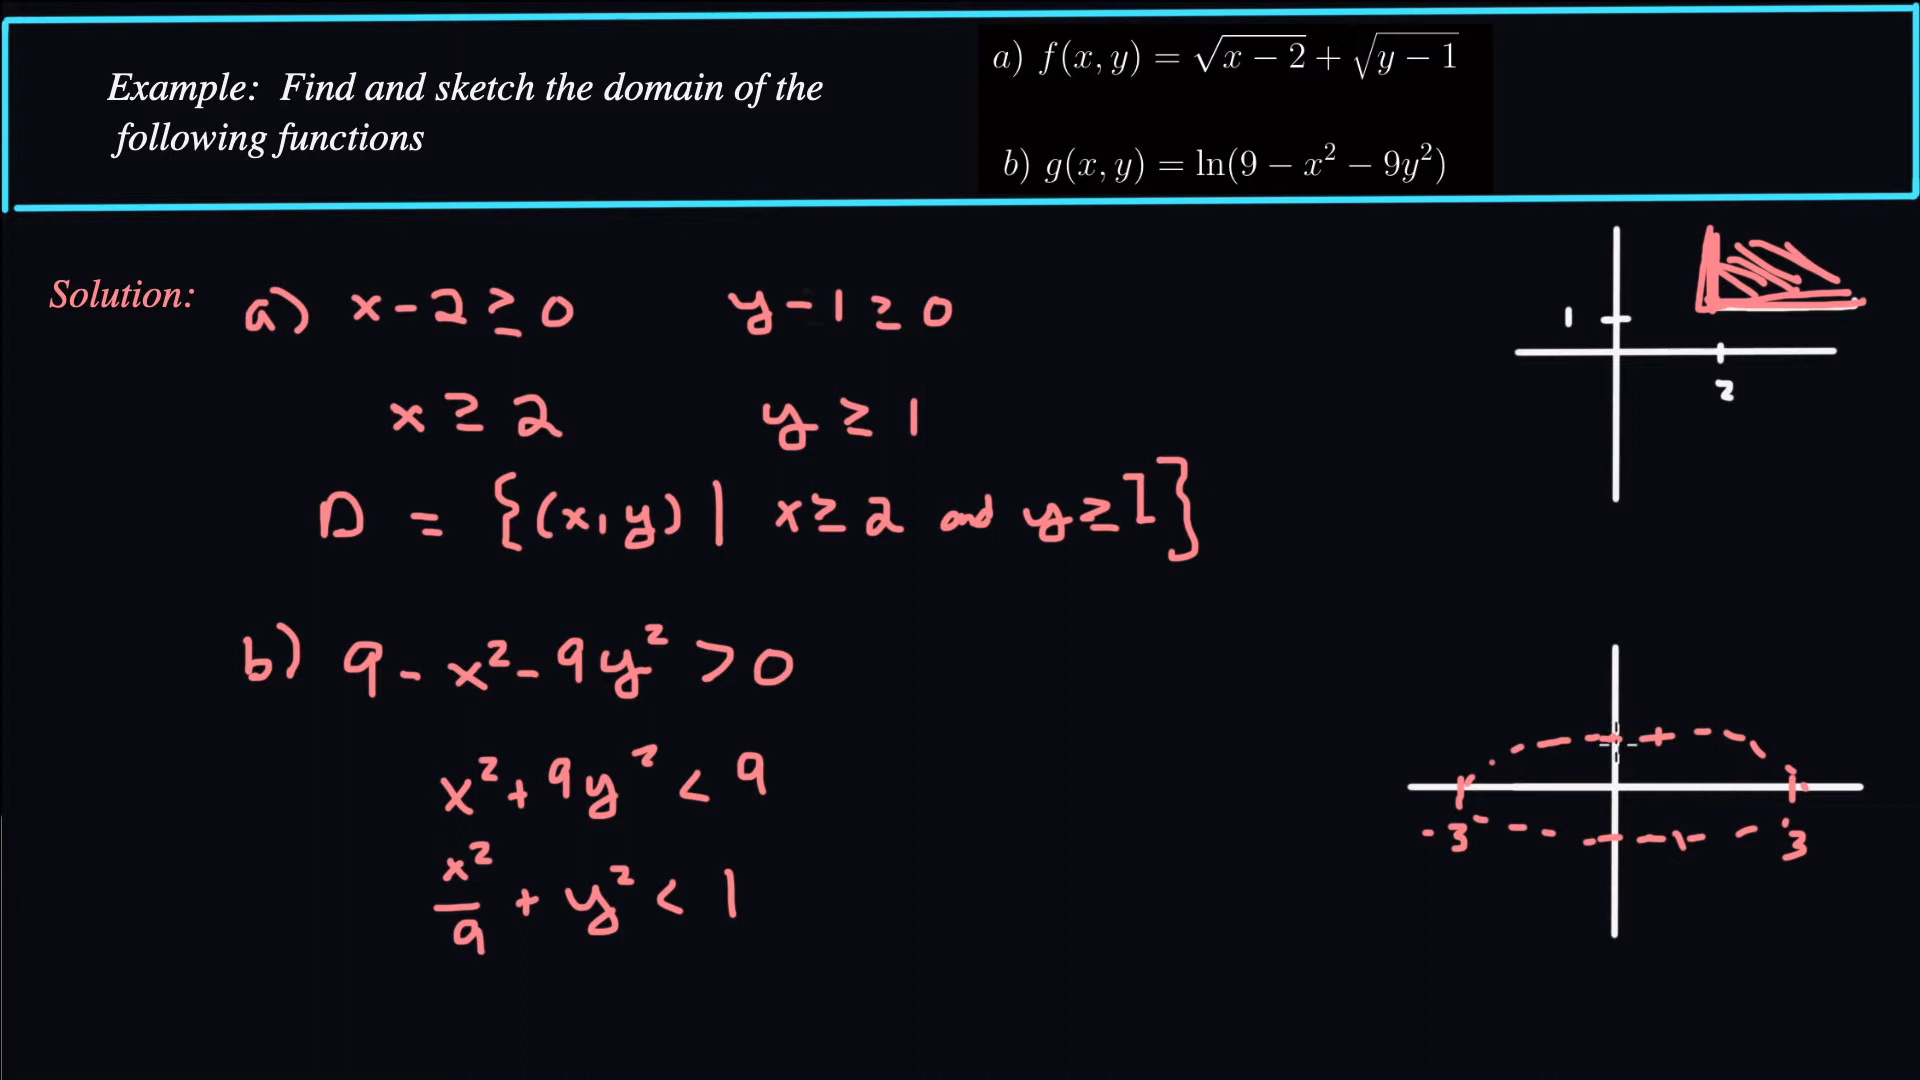 Example: Find and sketch the domain of the
following functions
a) f(x, y) = √(x − 2) + √(y − 1)
b) g(x, y) = ln(9 − x² − 9y²)
Solution:
a) x - 2 ≥ 0 y - 1 ≥ 0
x ≥ 2 y ≥ 1
D = {(x, y) | x ≥ 2 and y ≥ 1]}
1
2
b) 9 - x² - 9y² > 0
x² + 9y² < 9
x²/9 + y² < 1
-3 3